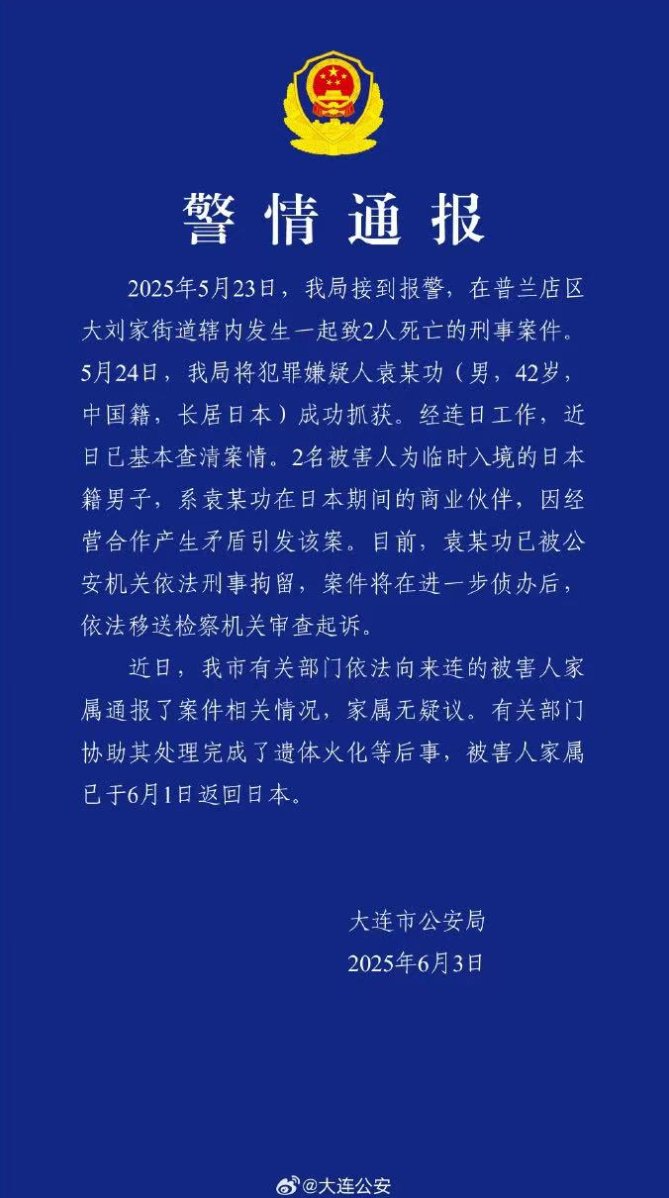 警情通报
2025年5月23日，我局接到报警，在普兰店区
大刘家街道辖内发生一起致2人死亡的刑事案件。
5月24日，我局将犯罪嫌疑人袁某功（男，42岁，
中国籍，长居日本）成功抓获。经连日工作，近
日已基本查清案情。2名被害人为临时入境的日本
籍男子，系袁某功在日本期间的商业伙伴，因经
营合作产生矛盾引发该案。目前，袁某功已被公
安机关依法刑事拘留，案件将在进一步侦办后，
依法移送检察机关审查起诉。
近日，我市有关部门依法向来连的被害人家
属通报了案件相关情况，家属无疑议。有关部门
协助其处理完成了遗体火化等后事，被害人家属
已于6月1日返回日本。
大连市公安局
2025年6月3日
@大连公安